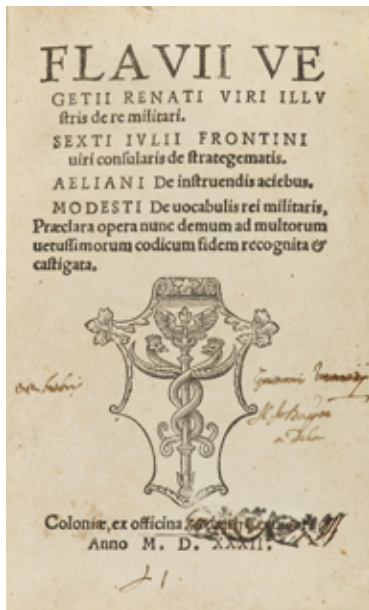 FLAVII VE
GETII RENATI VIRI ILLV
stris de re militari.
SEXTI IVLII FRONTINI
uiri consularis de strategematis.
AELIANI De instruendis aciebus.
MODESTI De uocabulis rei militaris.
Præclara opera nunc demum ad multorum
uetustissimorum codicum fidem recognita &
castigata.
Coloniæ, ex officina
Anno M. D. XXXII.